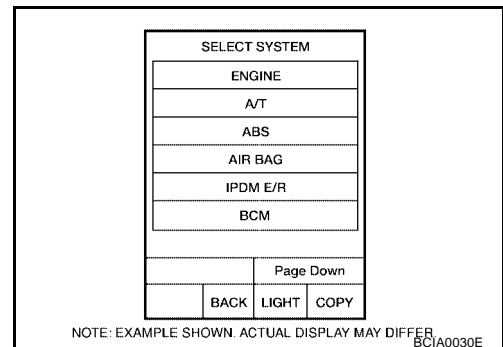 SELECT SYSTEM
ENGINE
A/T
ABS
AIR BAG
IPDM E/R
BCM
Page Down
BACK LIGHT COPY
NOTE: EXAMPLE SHOWN. ACTUAL DISPLAY MAY DIFFER.
BCIA0030E